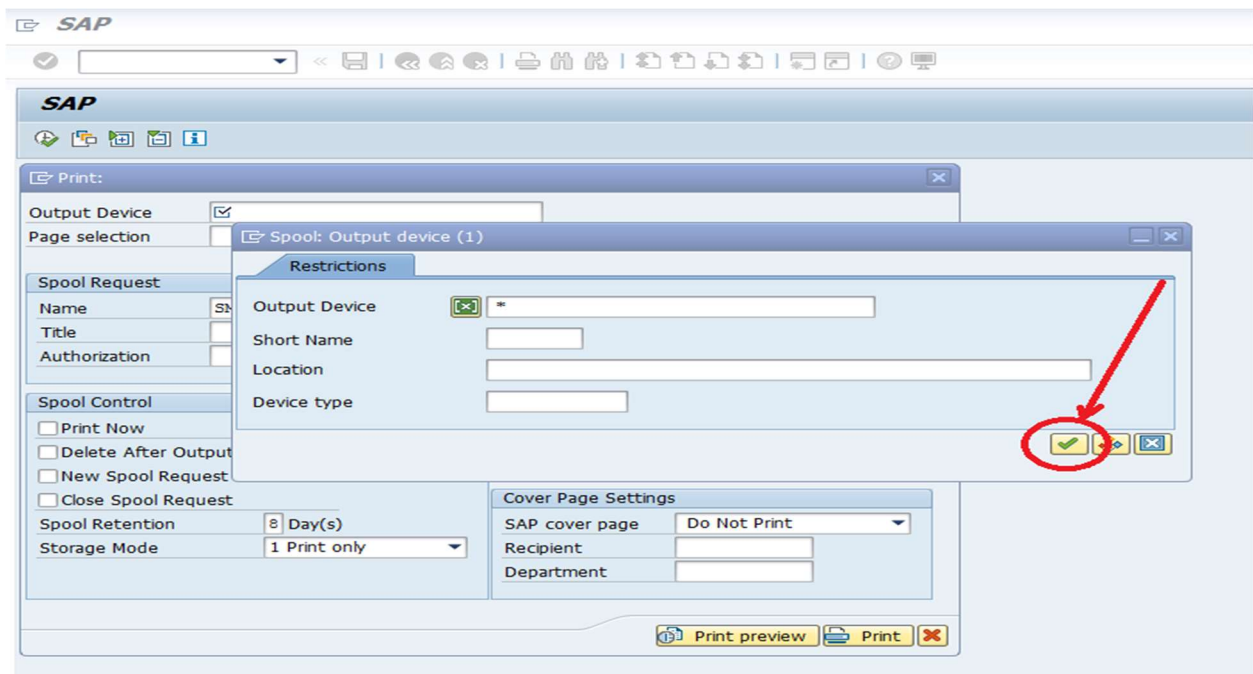 SAP
SAP
Print:
Output Device
Page selection
Spool: Output device (1)
Restrictions
Output Device *
Short Name
Location
Device type
Spool Request
Name
Title
Authorization
Spool Control
Print Now
Delete After Output
New Spool Request
Close Spool Request
Spool Retention 8 Day(s)
Storage Mode 1 Print only
Cover Page Settings
SAP cover page Do Not Print
Recipient
Department
Print preview Print